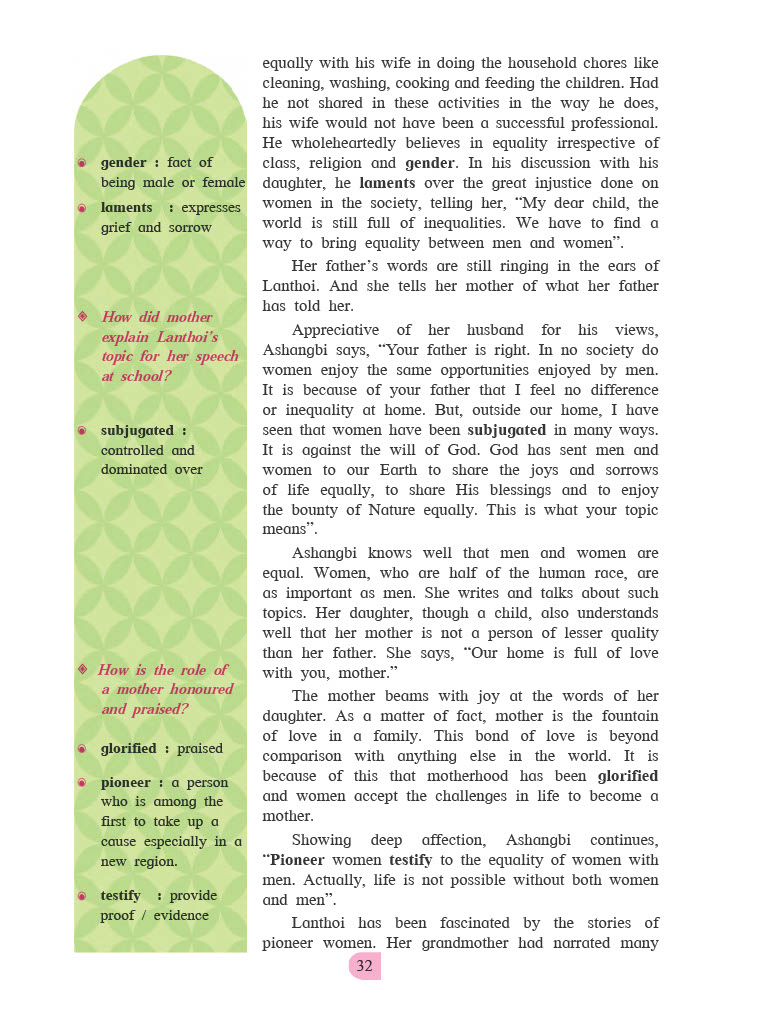 gender : fact of
being male or female
laments : expresses
grief and sorrow
How did mother
explain Lanthoi's
topic for her speech
at school?
subjugated :
controlled and
dominated over
How is the role of
a mother honoured
and praised?
glorified : praised
pioneer : a person
who is among the
first to take up a
cause especially in a
new region.
testify : provide
proof / evidence
equally with his wife in doing the household chores like
cleaning, washing, cooking and feeding the children. Had
he not shared in these activities in the way he does,
his wife would not have been a successful professional.
He wholeheartedly believes in equality irrespective of
class, religion and gender. In his discussion with his
daughter, he laments over the great injustice done on
women in the society, telling her, “My dear child, the
world is still full of inequalities. We have to find a
way to bring equality between men and women”.
Her father’s words are still ringing in the ears of
Lanthoi. And she tells her mother of what her father
has told her.
Appreciative of her husband for his views,
Ashangbi says, “Your father is right. In no society do
women enjoy the same opportunities enjoyed by men.
It is because of your father that I feel no difference
or inequality at home. But, outside our home, I have
seen that women have been subjugated in many ways.
It is against the will of God. God has sent men and
women to our Earth to share the joys and sorrows
of life equally, to share His blessings and to enjoy
the bounty of Nature equally. This is what your topic
means”.
Ashangbi knows well that men and women are
equal. Women, who are half of the human race, are
as important as men. She writes and talks about such
topics. Her daughter, though a child, also understands
well that her mother is not a person of lesser quality
than her father. She says, “Our home is full of love
with you, mother.”
The mother beams with joy at the words of her
daughter. As a matter of fact, mother is the fountain
of love in a family. This bond of love is beyond
comparison with anything else in the world. It is
because of this that motherhood has been glorified
and women accept the challenges in life to become a
mother.
Showing deep affection, Ashangbi continues,
“Pioneer women testify to the equality of women with
men. Actually, life is not possible without both women
and men”.
Lanthoi has been fascinated by the stories of
pioneer women. Her grandmother had narrated many
32